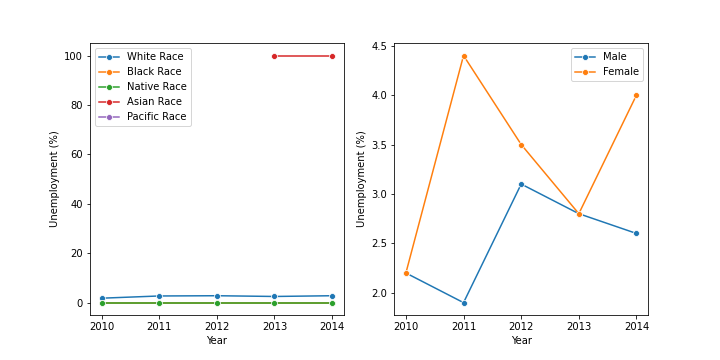 Unemployment (%)
100
80
60
40
20
0
White Race
Black Race
Native Race
Asian Race
Pacific Race
2010 2011 2012 2013 2014
Year
Unemployment (%)
4.5
4.0
3.5
3.0
2.5
2.0
Male
Female
2010 2011 2012 2013 2014
Year